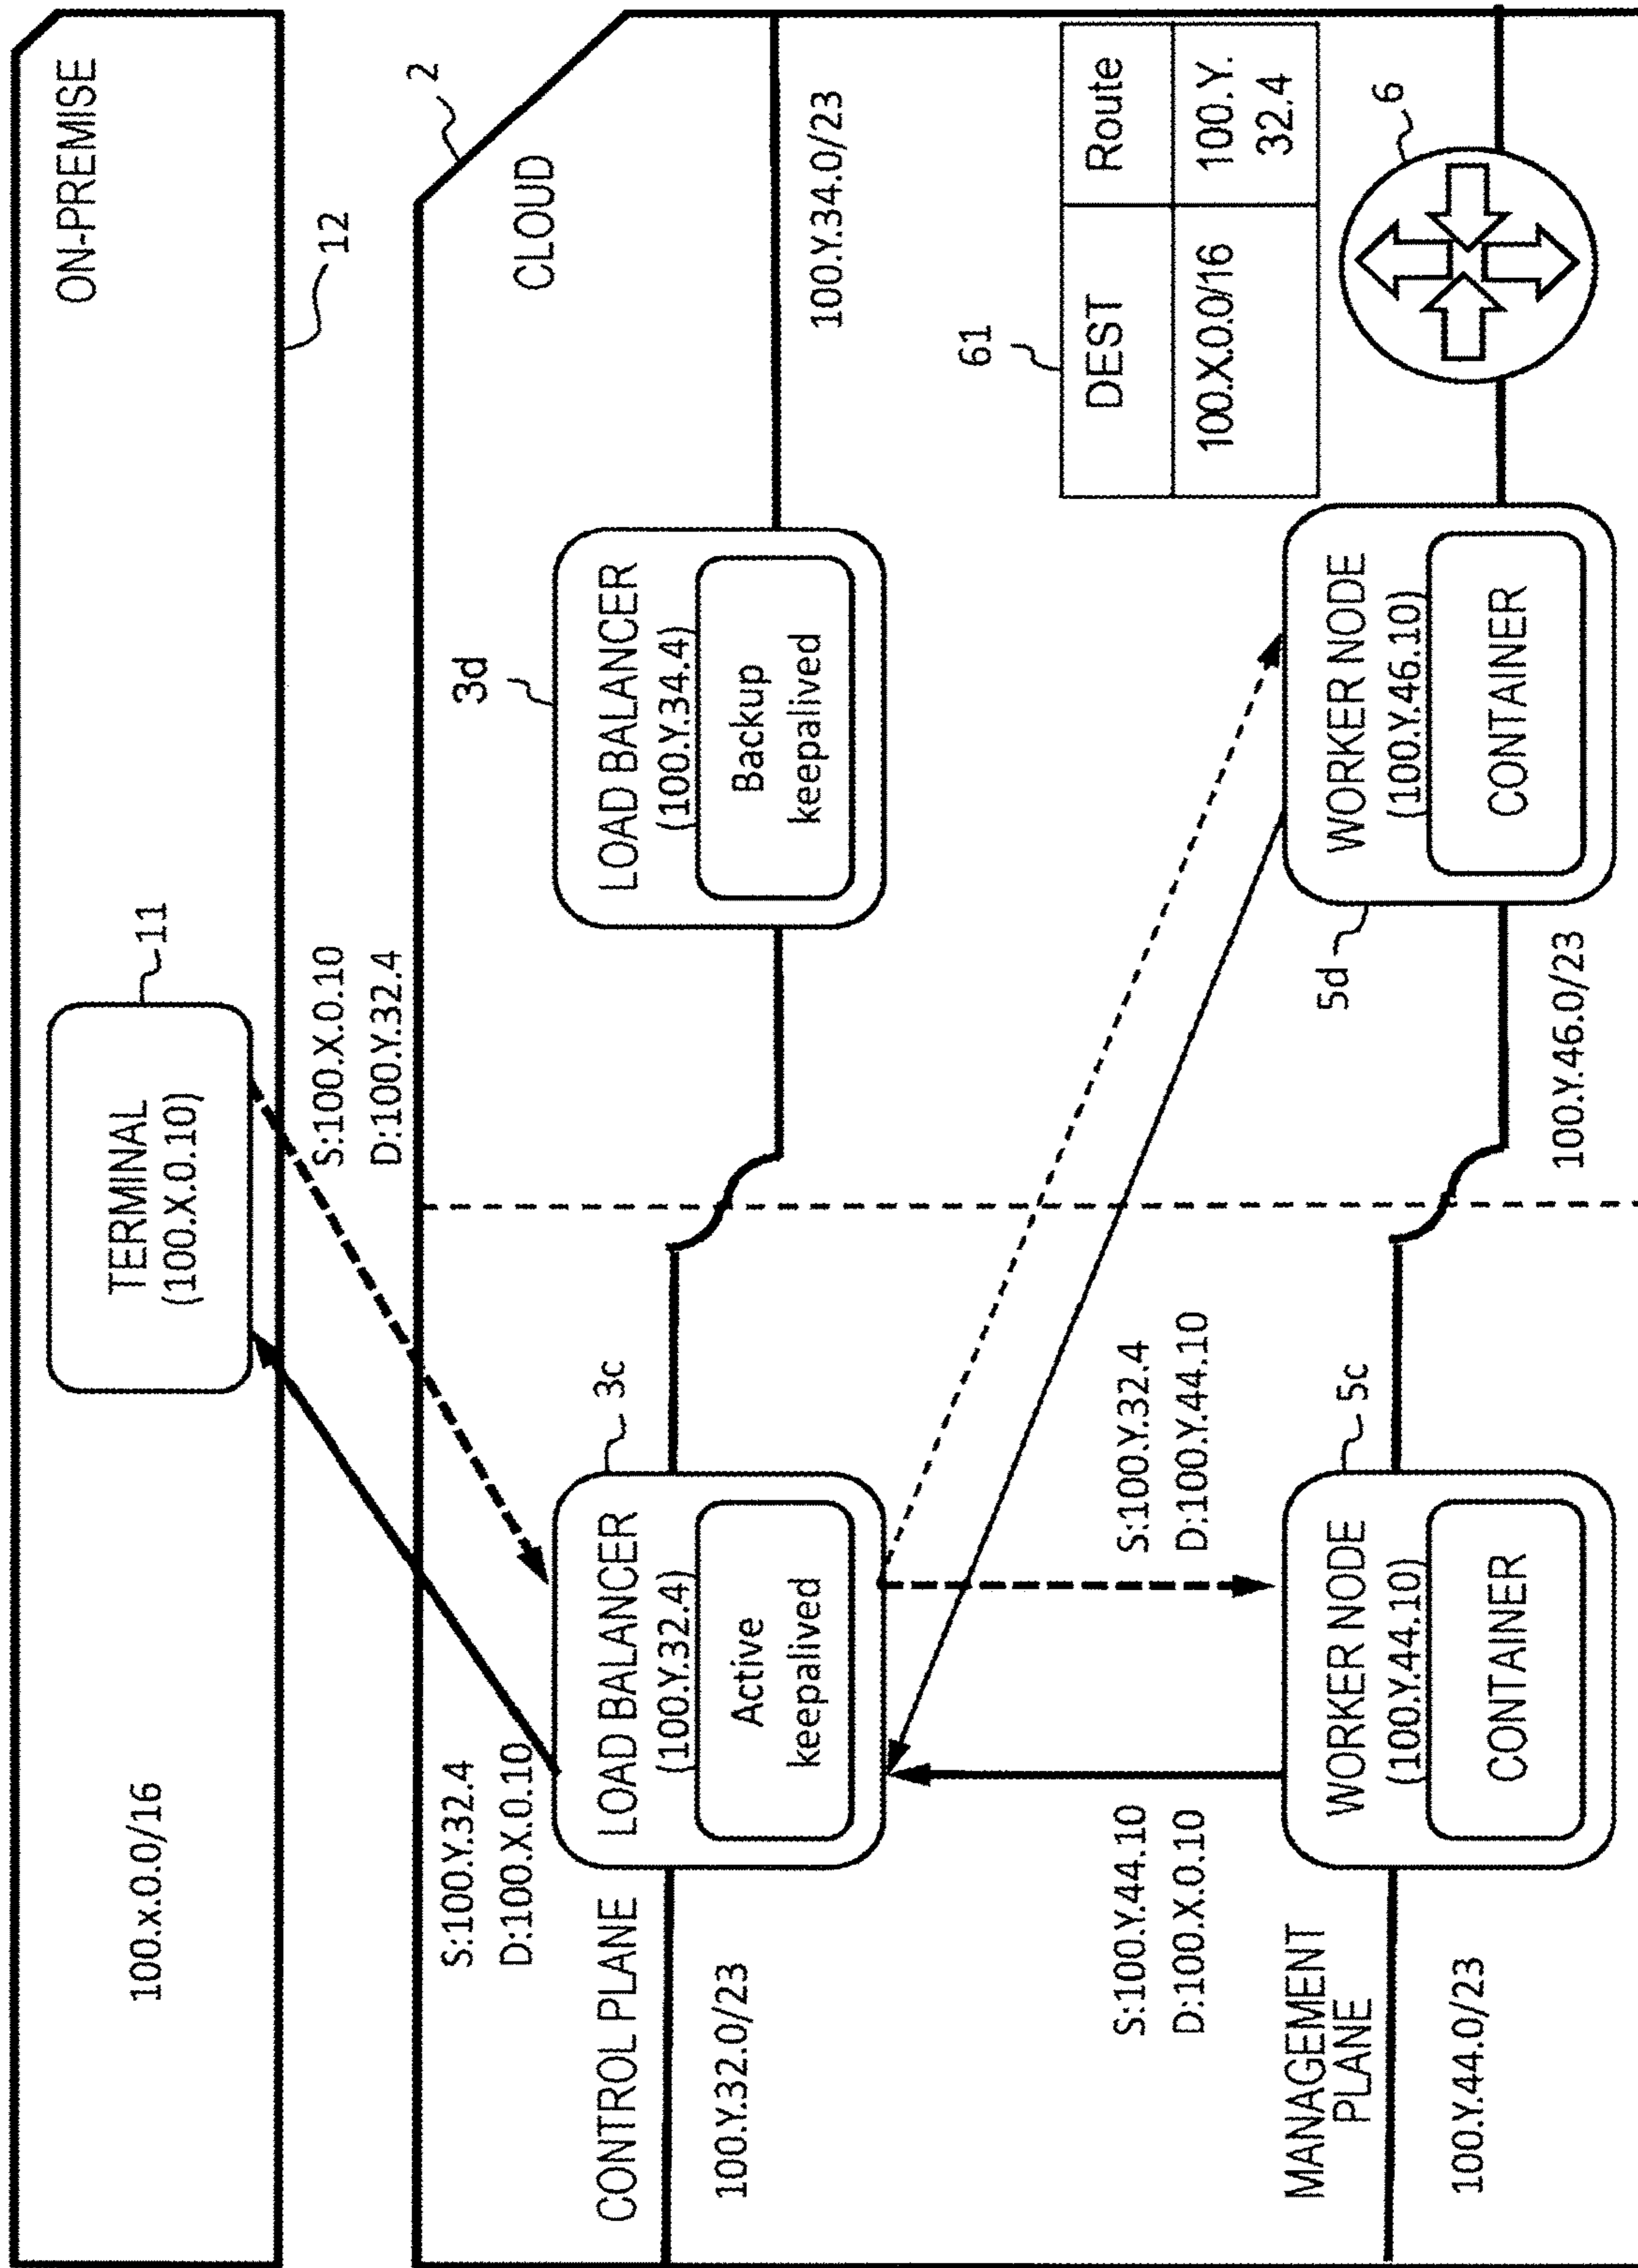 ON-PREMISE
100.x.0.0/16
TERMINAL
(100.X.0.10)
11
12
S:100.X.0.10
D:100.Y.32.4
2
CLOUD
S:100.Y.32.4
D:100.X.0.10
CONTROL PLANE
100.Y.32.0/23
3c
LOAD BALANCER
(100.Y.32.4)
Active
keepalived
3d
LOAD BALANCER
(100.Y.34.4)
Backup
keepalived
100.Y.34.0/23
S:100.Y.44.10
D:100.X.0.10
S:100.Y.32.4
D:100.Y.44.10
61
DEST Route
100.X.0.0/16 100.Y.
32.4
MANAGEMENT
PLANE
100.Y.44.0/23
5c
WORKER NODE
(100.Y.44.10)
CONTAINER
5d
WORKER NODE
(100.Y.46.10)
CONTAINER
100.Y.46.0/23
6